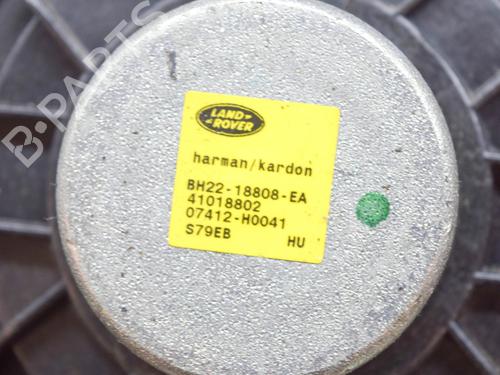 B-PARTS
LAND
ROVER
harman/kardon
BH22-18808-EA
41018802
07412-H0041
S79EB HU